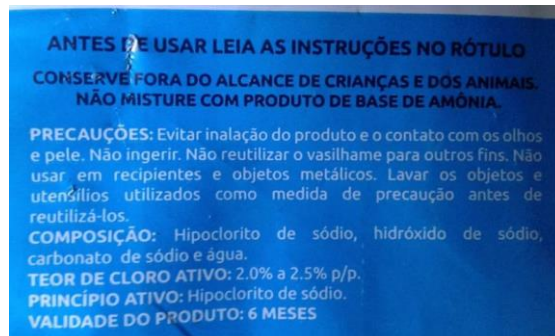 ANTES DE USAR LEIA AS INSTRUÇÕES NO RÓTULO
CONSERVE FORA DO ALCANCE DE CRIANÇAS E DOS ANIMAIS.
NÃO MISTURE COM PRODUTO DE BASE DE AMÔNIA.
PRECAUÇÕES: Evitar inalação do produto e o contato com os olhos
e pele. Não ingerir. Não reutilizar o vasilhame para outros fins. Não
usar em recipientes e objetos metálicos. Lavar os objetos e
utensílios utilizados como medida de precaução antes de
reutilizá-los.
COMPOSIÇÃO: Hipoclorito de sódio, hidróxido de sódio,
carbonato de sódio e água.
TEOR DE CLORO ATIVO: 2.0% a 2.5% p/p.
PRINCÍPIO ATIVO: Hipoclorito de sódio.
VALIDADE DO PRODUTO: 6 MESES